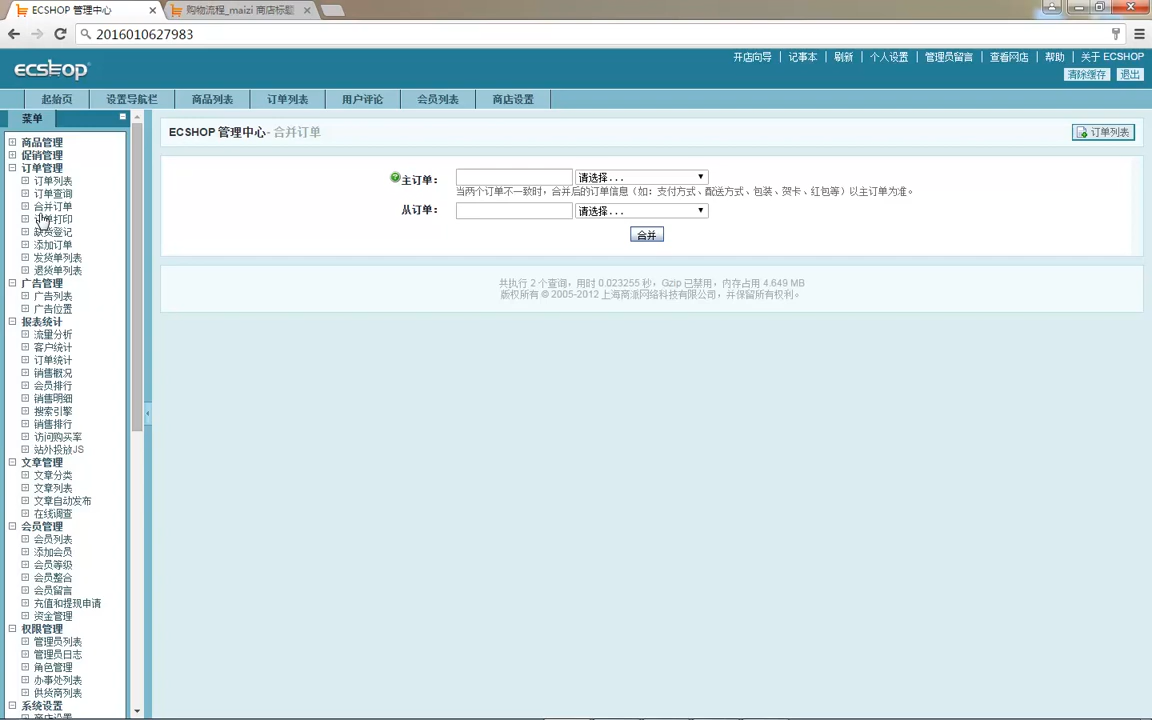 ECSHOP 管理中心
购物流程_maizi 商店标题
2016010627983
ecshop
开店向导 | 记事本 | 刷新 | 个人设置 | 管理员留言 | 查看网店 | 帮助 | 关于 ECSHOP
清除缓存 退出
起始页 设置导航栏 商品列表 订单列表 用户评论 会员列表 商店设置
菜单
商品管理
促销管理
订单管理
订单列表
订单查询
合并订单
订单打印
缺货登记
添加订单
发货单列表
退货单列表
广告管理
广告列表
广告位置
报表统计
流量分析
客户统计
订单统计
销售概况
会员排行
销售明细
搜索引擎
销售排行
访问购买率
站外投放JS
文章管理
文章分类
文章列表
文章自动发布
在线调查
会员管理
会员列表
添加会员
会员等级
会员整合
会员留言
充值和提现申请
资金管理
权限管理
管理员列表
管理员日志
角色管理
办事处列表
供货商列表
系统设置
商店设置
ECSHOP 管理中心 - 合并订单
订单列表
主订单： 请选择...
当两个订单不一致时，合并后的订单信息（如：支付方式、配送方式、包装、贺卡、红包等）以主订单为准。
从订单： 请选择...
合并
共执行 2 个查询，用时 0.023255 秒，Gzip 已禁用，内存占用 4.649 MB
版权所有 © 2005-2012 上海商派网络科技有限公司，并保留所有权利。